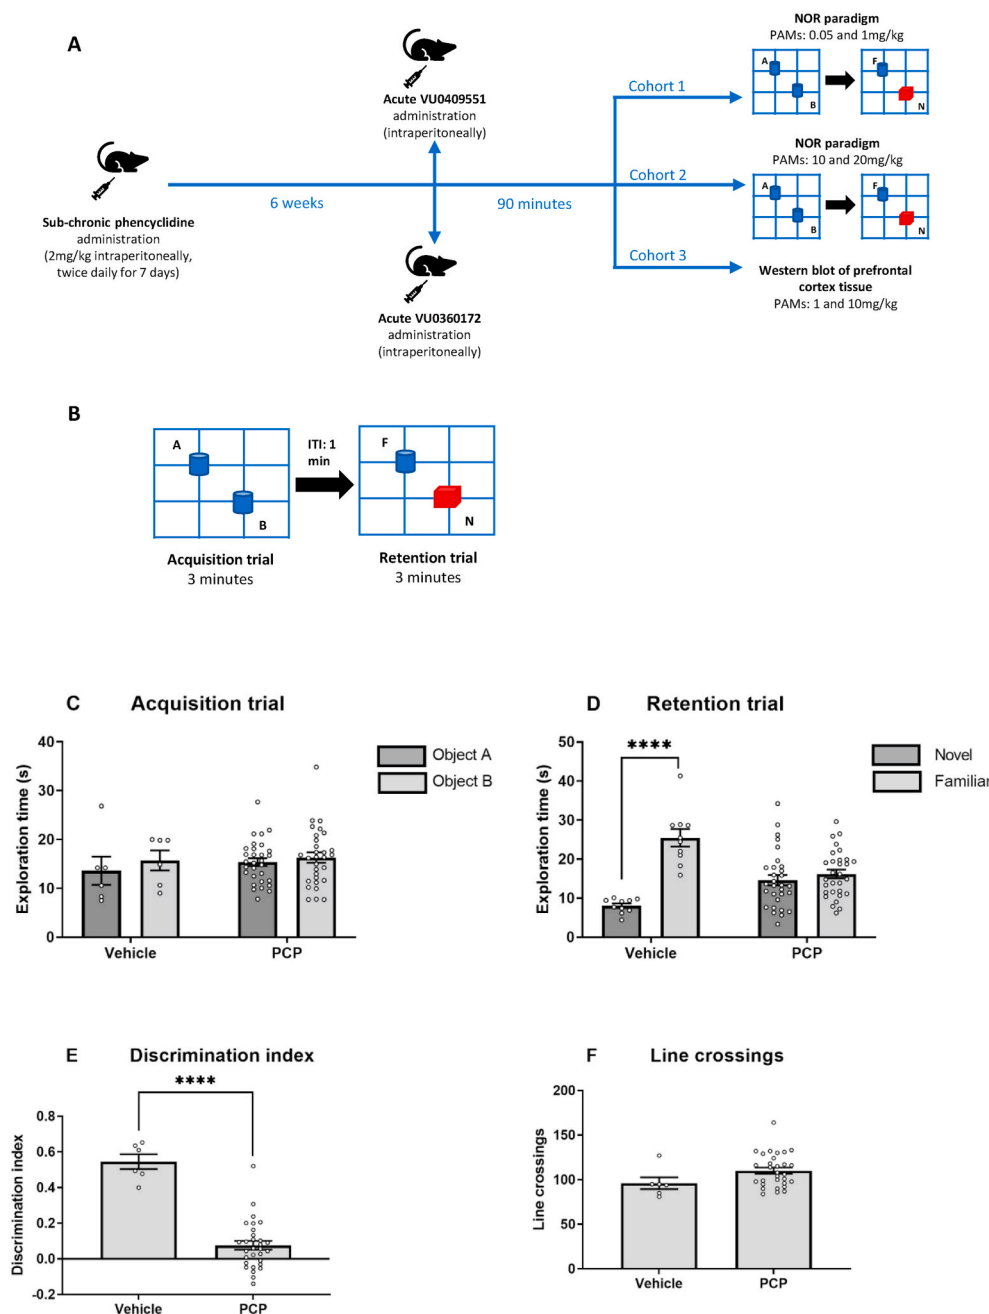 A
Acute VU0409551
administration
(intraperitoneally)
Sub-chronic phencyclidine
administration
(2mg/kg intraperitoneally,
twice daily for 7 days)
6 weeks
90 minutes
Acute VU0360172
administration
(intraperitoneally)
Cohort 1
NOR paradigm
PAMs: 0.05 and 1mg/kg
A
B
F
N
Cohort 2
NOR paradigm
PAMs: 10 and 20mg/kg
A
B
F
N
Cohort 3
Western blot of prefrontal
cortex tissue
PAMs: 1 and 10mg/kg
B
A
B
Acquisition trial
3 minutes
ITI: 1
min
F
N
Retention trial
3 minutes
C Acquisition trial
Exploration time (s)
40
30
20
10
0
Vehicle PCP
Object A
Object B
D Retention trial
Exploration time (s)
50
40
30
20
10
0
****
Vehicle PCP
Novel
Familiar
E Discrimination index
Discrimination index
0.8
0.6
0.4
0.2
0.0
-0.2
****
Vehicle PCP
F Line crossings
Line crossings
200
150
100
50
0
Vehicle PCP